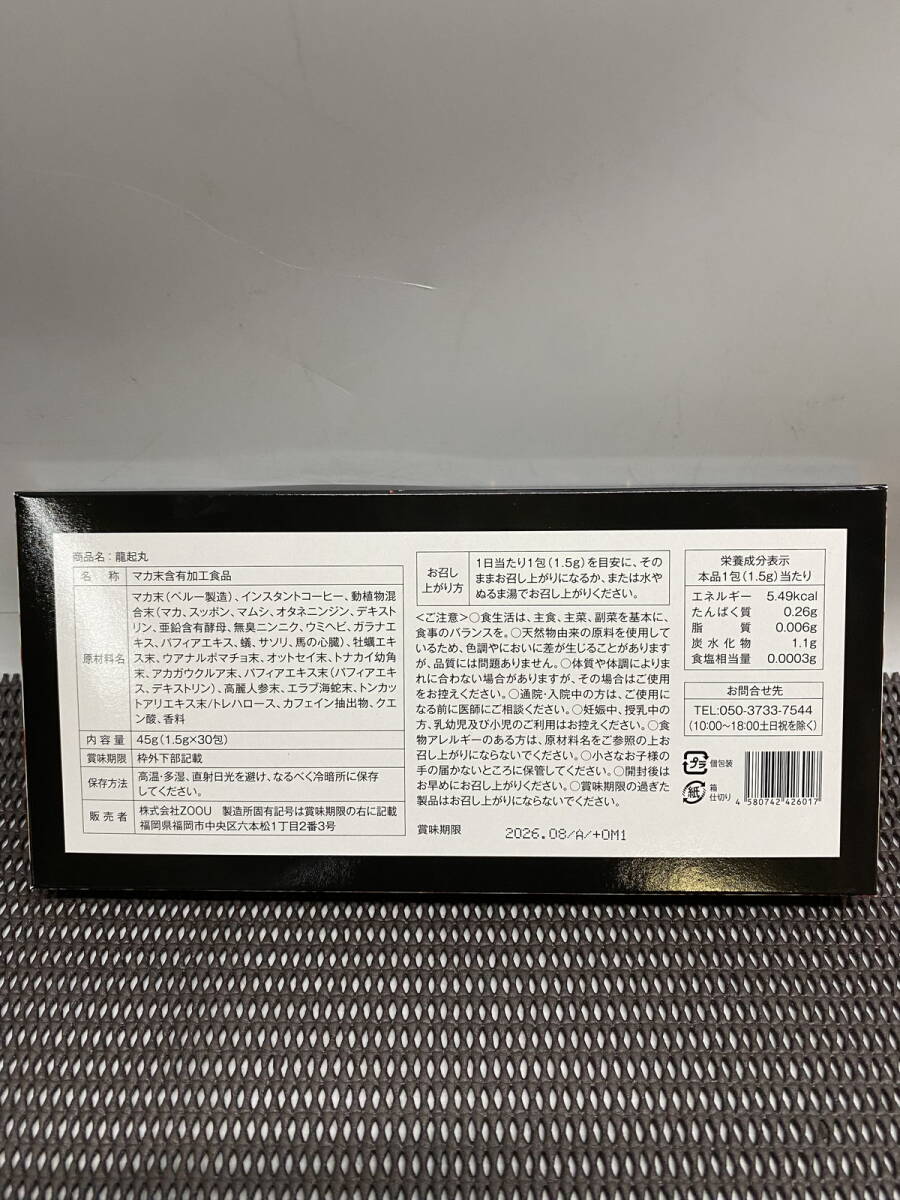 商品名：龍起丸
名称 マカ末含有加工食品
原材料名
マカ末（ペルー製造）、インスタントコーヒー、動植物混
合末（マカ、スッポン、マムシ、オタネニンジン、デキスト
リン、亜鉛含有酵母、無臭ニンニク、ウミヘビ、ガラナエ
キス、パフィアエキス、蟻、サソリ、馬の心臓）、牡蠣エキ
ス末、ウアナルポマチョ末、オットセイ末、トナカイ幼角
末、アカガウクルア末、パフィアエキス末（パフィアエキ
ス、デキストリン）、高麗人参末、エラブ海蛇末、トンカッ
トアリエキス末/トレハロース、カフェイン抽出物、クエ
ン酸、香料
内容量 45g（1.5g×30包）
賞味期限 枠外下部記載
保存方法
高温・多湿、直射日光を避け、なるべく冷暗所に保存
してください。
販売者
株式会社ZOOU 製造所固有記号は賞味期限の右に記載
福岡県福岡市中央区六本松1丁目2番3号
お召し
上がり方
1日当たり1包（1.5g）を目安に、その
ままお召し上がりになるか、または水や
ぬるま湯でお召し上がりください。
＜ご注意＞○食生活は、主食、主菜、副菜を基本に、
食事のバランスを。○天然物由来の原料を使用し
ているため、色調やにおいに差が生じることがありま
すが、品質には問題ありません。○体質や体調によりま
れに合わない場合がありますが、その場合はご使用
をお控えください。○通院・入院中の方は、ご使用に
なる前に医師にご相談ください。○妊娠中、授乳中の
方、乳幼児及び小児のご利用はお控えください。○食
物アレルギーのある方は、原材料名をご参照の上お
召し上がりにならないでください。○小さなお子様の
手の届かないところに保管してください。○開封後は
お早めにお召し上がりください。○賞味期限の過ぎた
製品はお召し上がりにならないでください。
賞味期限 2026.08/A/+OM1
栄養成分表示
本品1包（1.5g）当たり
エネルギー 5.49kcal
たんぱく質 0.26g
脂質 0.006g
炭水化物 1.1g
食塩相当量 0.0003g
お問合せ先
TEL:050-3733-7544
（10:00〜18:00土日祝を除く）
プラ 個包装
紙 箱
仕切り
4 580742 426017